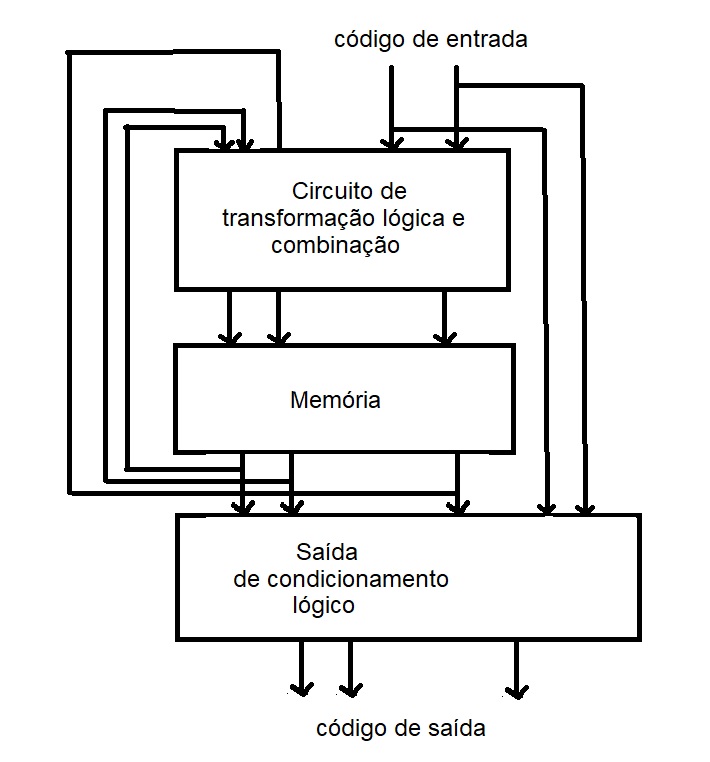 código de entrada
Circuito de
transformação lógica e
combinação
Memória
Saída
de condicionamento
lógico
código de saída